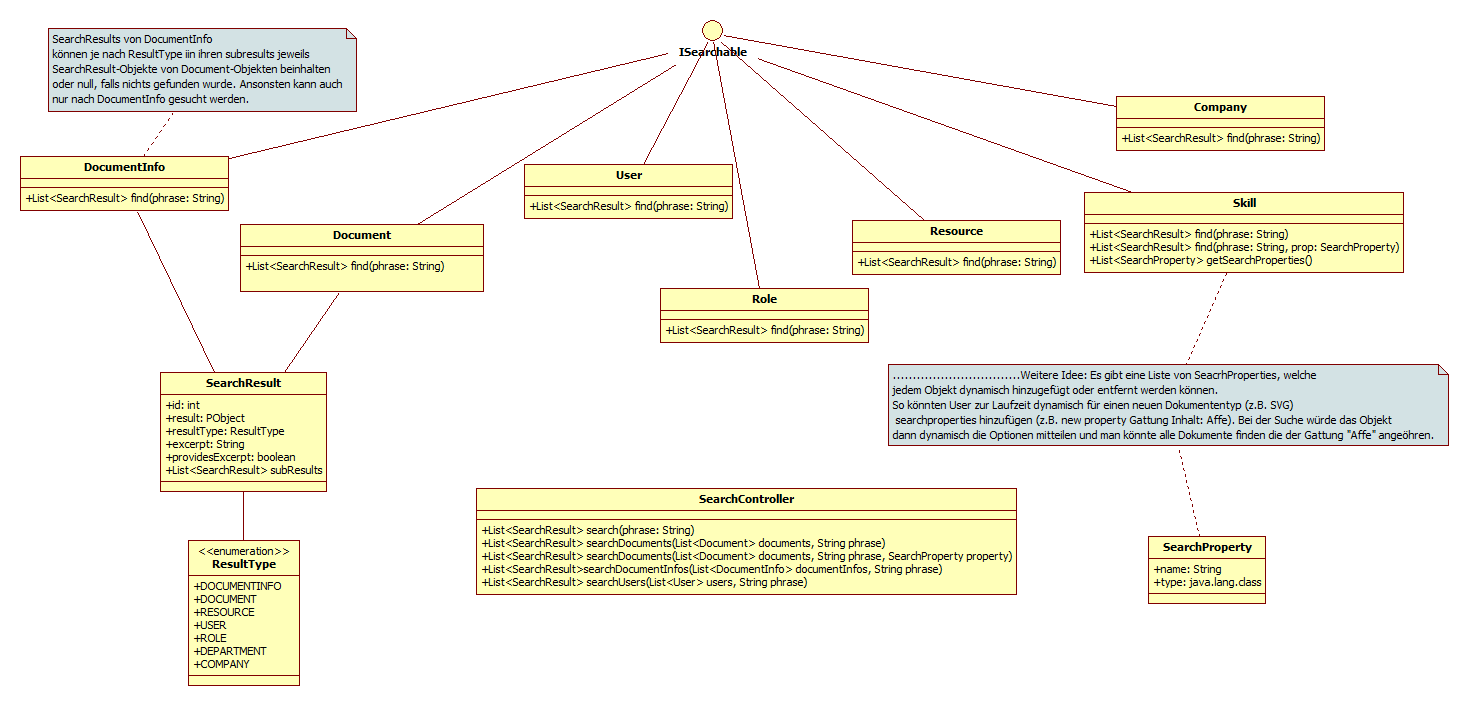 SearchResults von DocumentInfo
können je nach ResultType iin ihren subresults jeweils
SearchResult-Objekte von Document-Objekten beinhalten
oder null, falls nichts gefunden wurde. Ansonsten kann auch
nur nach DocumentInfo gesucht werden.
ISearchable
Company
+List<SearchResult> find(phrase: String)
DocumentInfo
+List<SearchResult> find(phrase: String)
User
+List<SearchResult> find(phrase: String)
Skill
+List<SearchResult> find(phrase: String)
+List<SearchResult> find(phrase: String, prop: SearchProperty)
+List<SearchProperty> getSearchProperties()
Document
+List<SearchResult> find(phrase: String)
Resource
+List<SearchResult> find(phrase: String)
Role
+List<SearchResult> find(phrase: String)
SearchResult
+id: int
+result: PObject
+resultType: ResultType
+excerpt: String
+providesExcerpt: boolean
+List<SearchResult> subResults
................................Weitere Idee: Es gibt eine Liste von SeacrhProperties, welche
jedem Objekt dynamisch hinzugefügt oder entfernt werden können.
So könnten User zur Laufzeit dynamisch für einen neuen Dokumententyp (z.B. SVG)
searchproperties hinzufügen (z.B. new property Gattung Inhalt: Affe). Bei der Suche würde das Objekt
dann dynamisch die Optionen mitteilen und man könnte alle Dokumente finden die der Gattung "Affe" angeöhren.
SearchController
+List<SearchResult> search(phrase: String)
+List<SearchResult> searchDocuments(List<Document> documents, String phrase)
+List<SearchResult> searchDocuments(List<Document> documents, String phrase, SearchProperty property)
+List<SearchResult>searchDocumentInfos(List<DocumentInfo> documentInfos, String phrase)
+List<SearchResult> searchUsers(List<User> users, String phrase)
<<enumeration>>
ResultType
+DOCUMENTINFO
+DOCUMENT
+RESOURCE
+USER
+ROLE
+DEPARTMENT
+COMPANY
SearchProperty
+name: String
+type: java.lang.class